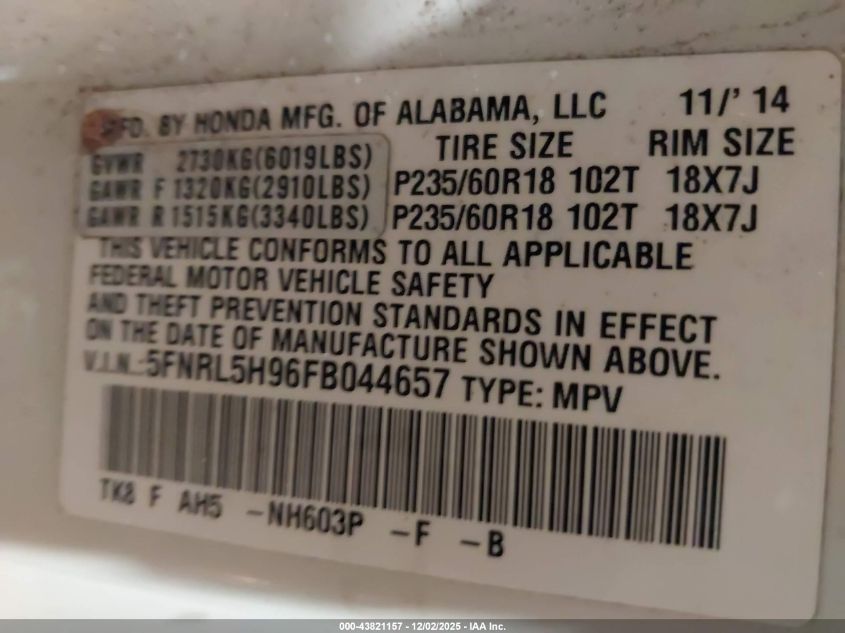 MFD. BY HONDA MFG. OF ALABAMA, LLC 11/' 14
GVWR 2730KG(6019LBS) TIRE SIZE RIM SIZE
GAWR F 1320KG(2910LBS) P235/60R18 102T 18X7J
GAWR R 1515KG(3340LBS) P235/60R18 102T 18X7J
THIS VEHICLE CONFORMS TO ALL APPLICABLE
FEDERAL MOTOR VEHICLE SAFETY
AND THEFT PREVENTION STANDARDS IN EFFECT
ON THE DATE OF MANUFACTURE SHOWN ABOVE.
V.I.N.:5FNRL5H96FB044657 TYPE: MPV
TK8 F AH5 -NH603P -F -B
000-43821157 - 12/02/2025 - IAA Inc.